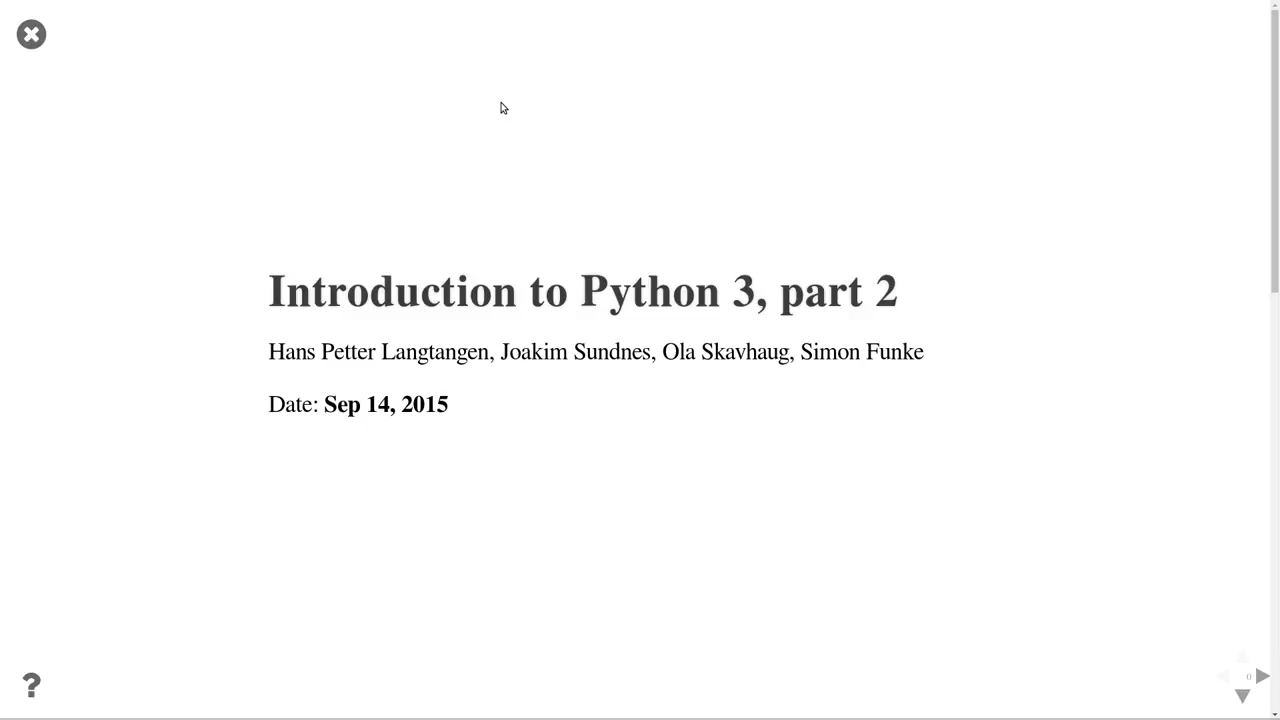 Introduction to Python 3, part 2
Hans Petter Langtangen, Joakim Sundnes, Ola Skavhaug, Simon Funke
Date: Sep 14, 2015
?
0